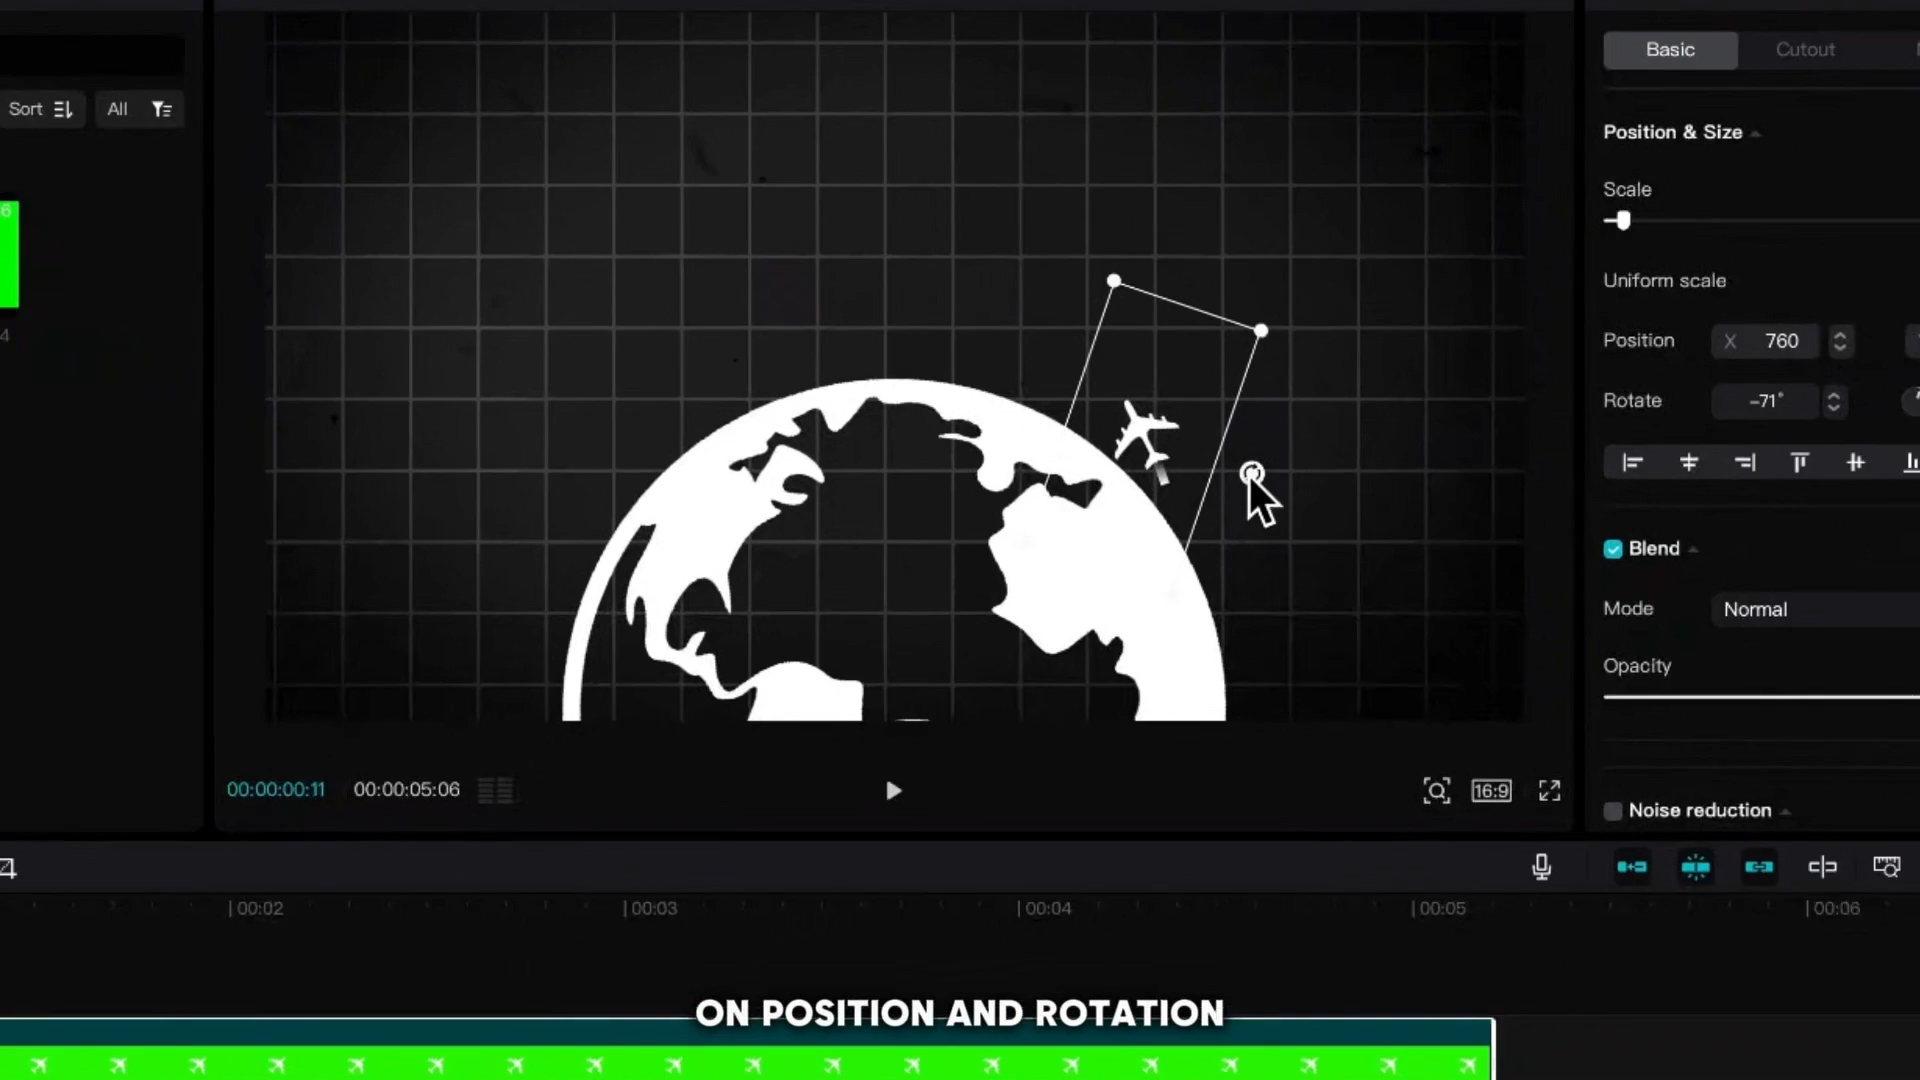 Basic Cutout
Sort All
Position & Size
Scale
6
Uniform scale
4
Position X 760
Rotate -71°
Blend
Mode Normal
Opacity
00:00:00:11 00:00:05:06 16:9
Noise reduction
00:02 00:03 00:04 00:05 00:06
ON POSITION AND ROTATION